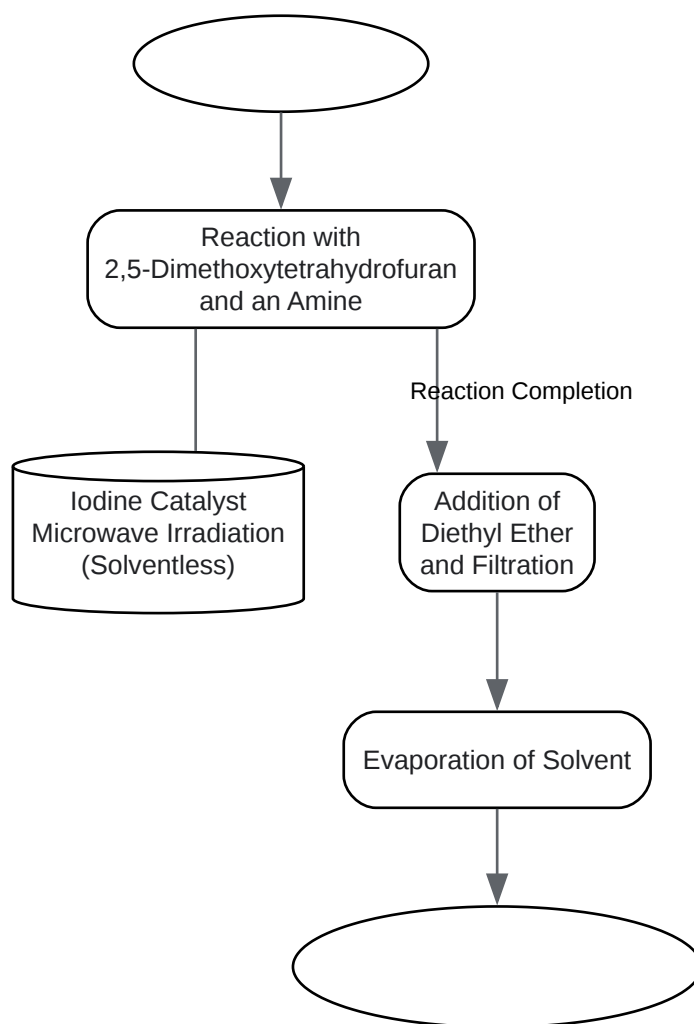 Reaction with
2,5-Dimethoxytetrahydrofuran
and an Amine
Reaction Completion
Iodine Catalyst
Microwave Irradiation
(Solventless)
Addition of
Diethyl Ether
and Filtration
Evaporation of Solvent